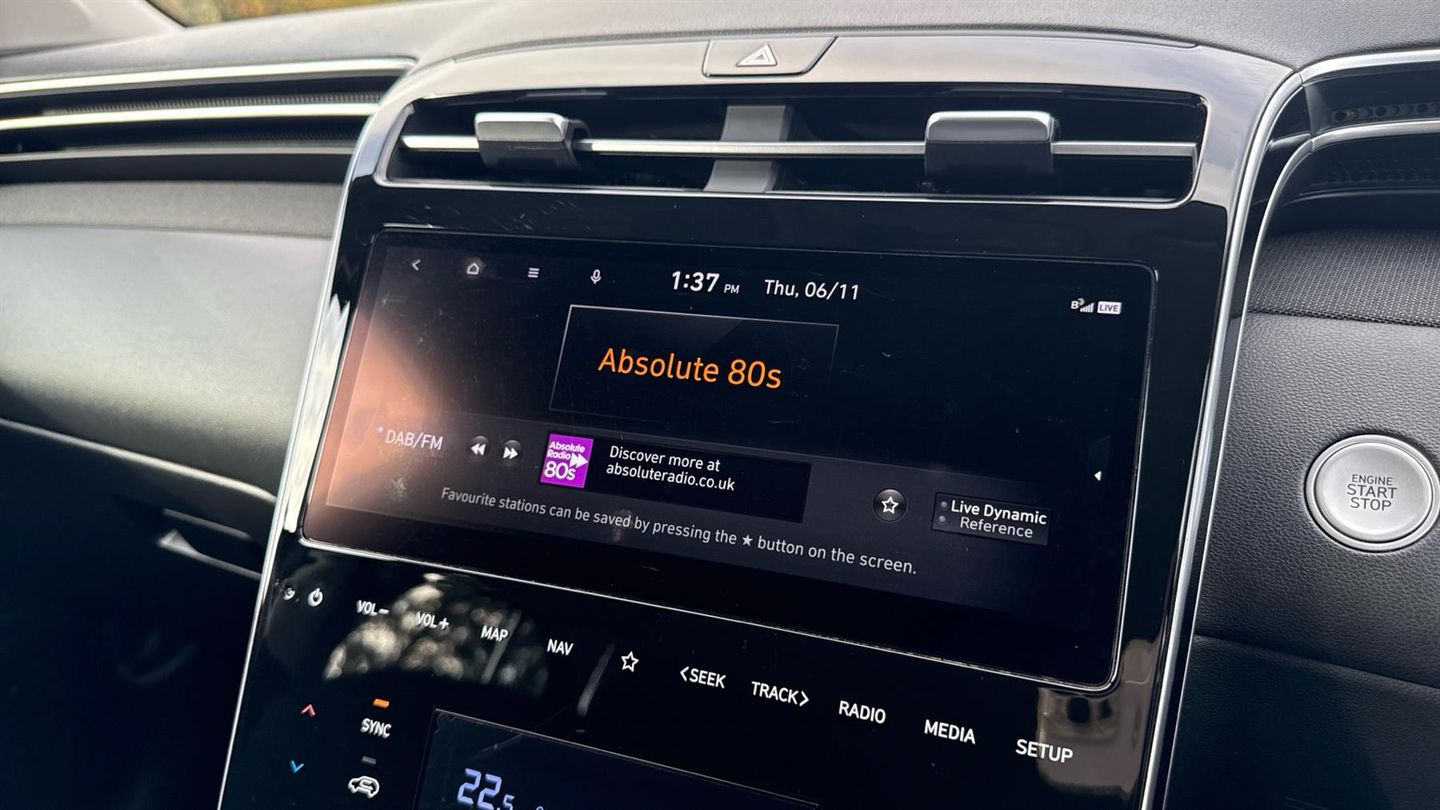 1:37 PM Thu, 06/11
B LIVE
Absolute 80s
DAB/FM
Absolute
Radio
80s
Discover more at
absoluteradio.co.uk
Live Dynamic
Reference
Favourite stations can be saved by pressing the ★ button on the screen.
ENGINE
START
STOP
VOL− VOL+ MAP NAV <SEEK TRACK> RADIO MEDIA SETUP
SYNC
22.5